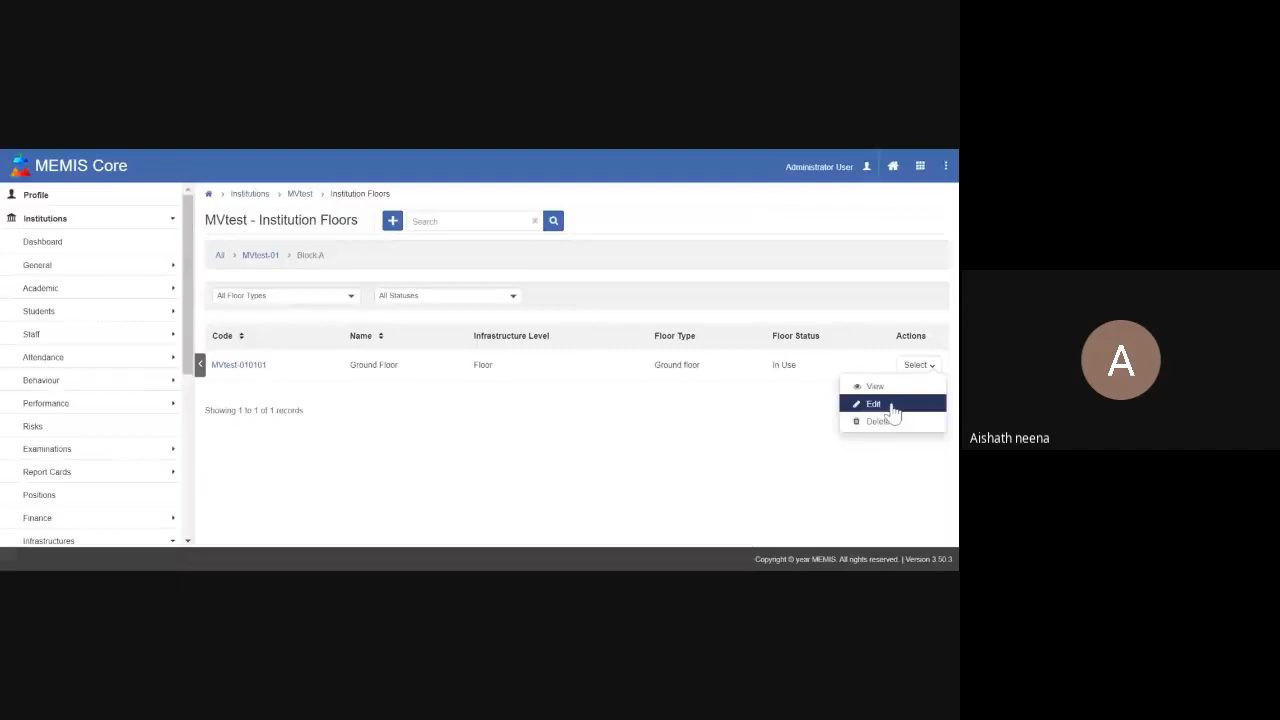 MEMIS Core
Administrator User
Profile
Institutions
Dashboard
General
Academic
Students
Staff
Attendance
Behaviour
Performance
Risks
Examinations
Report Cards
Positions
Finance
Infrastructures
Institutions > MVtest > Institution Floors
MVtest - Institution Floors
Search
All > MVtest-01 > Block A
All Floor Types
All Statuses
Code Name Infrastructure Level Floor Type Floor Status Actions
MVtest-010101 Ground Floor Floor Ground floor In Use Select
View
Edit
Delete
Showing 1 to 1 of 1 records
Copyright © year MEMIS. All rights reserved. | Version 3.50.3
A
Aishath neena